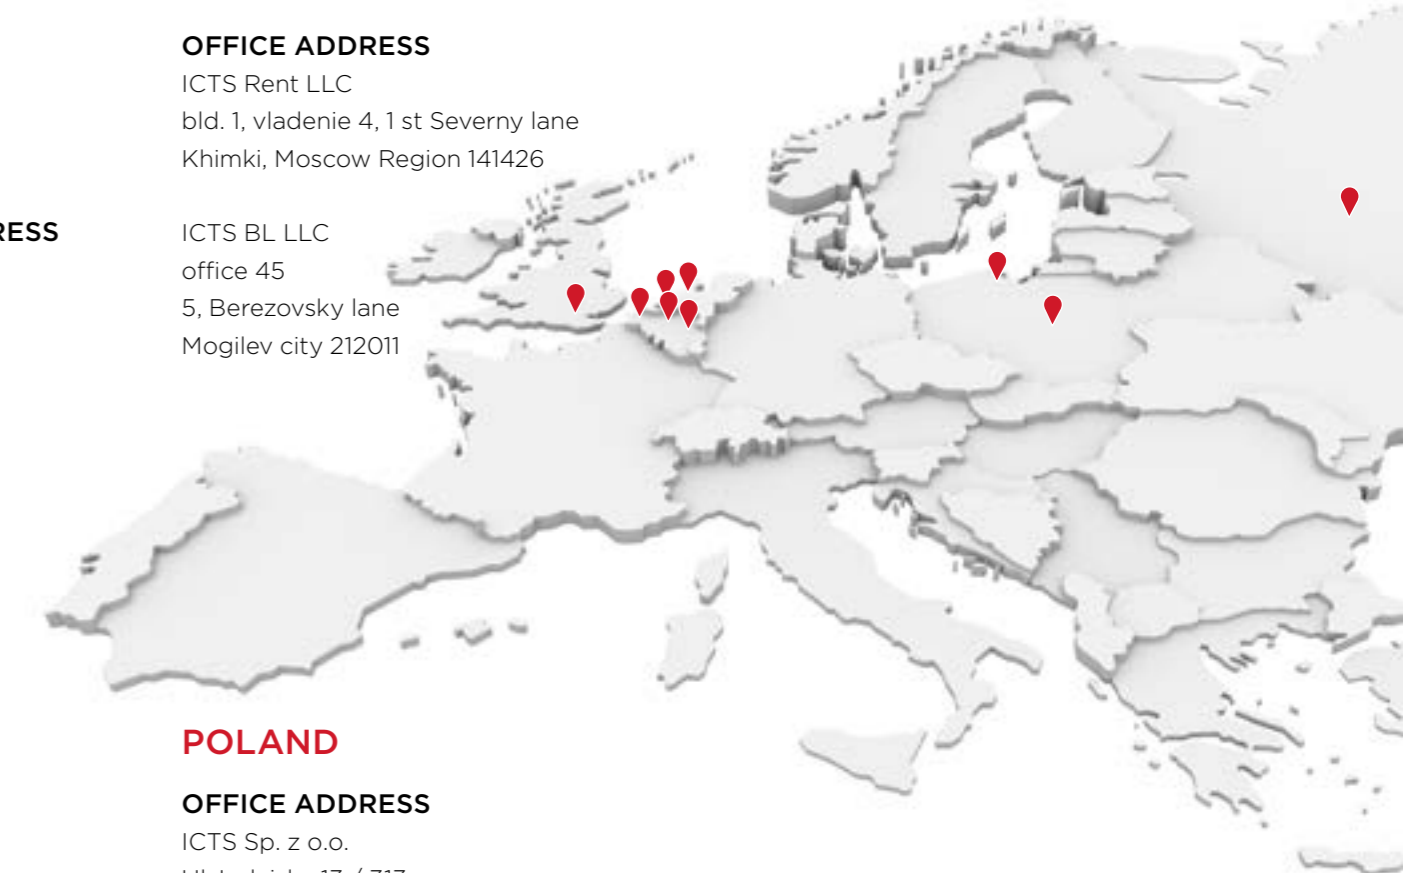 OFFICE ADDRESS
ICTS Rent LLC
bld. 1, vladenie 4, 1 st Severny lane
Khimki, Moscow Region 141426
RESS
ICTS BL LLC
office 45
5, Berezovsky lane
Mogilev city 212011
POLAND
OFFICE ADDRESS
ICTS Sp. z o.o.